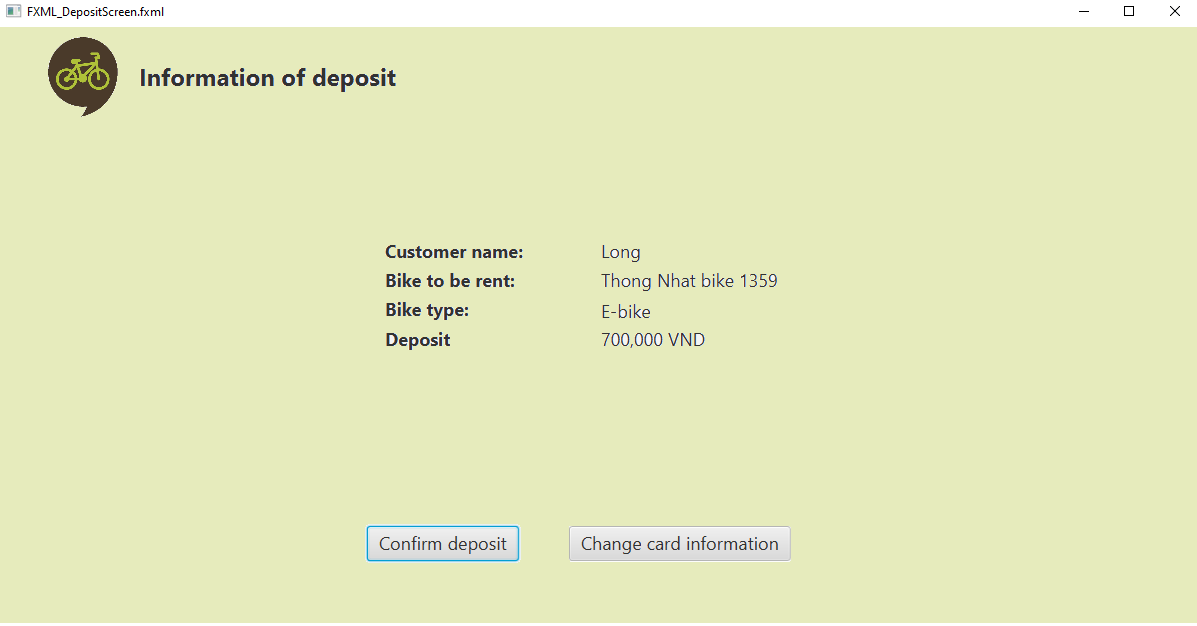 FXML_DepositScreen.fxml
Information of deposit
Customer name: Long
Bike to be rent: Thong Nhat bike 1359
Bike type: E-bike
Deposit 700,000 VND
Confirm deposit Change card information